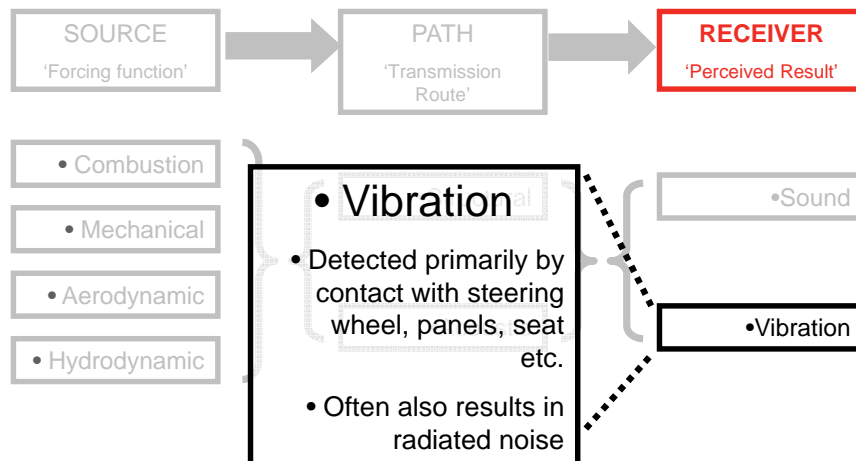 SOURCE
'Forcing function'
PATH
'Transmission
Route'
RECEIVER
'Perceived Result'
• Combustion
• Mechanical
• Aerodynamic
• Hydrodynamic
• Vibration
• Detected primarily by
contact with steering
wheel, panels, seat
etc.
• Often also results in
radiated noise
•Sound
•Vibration